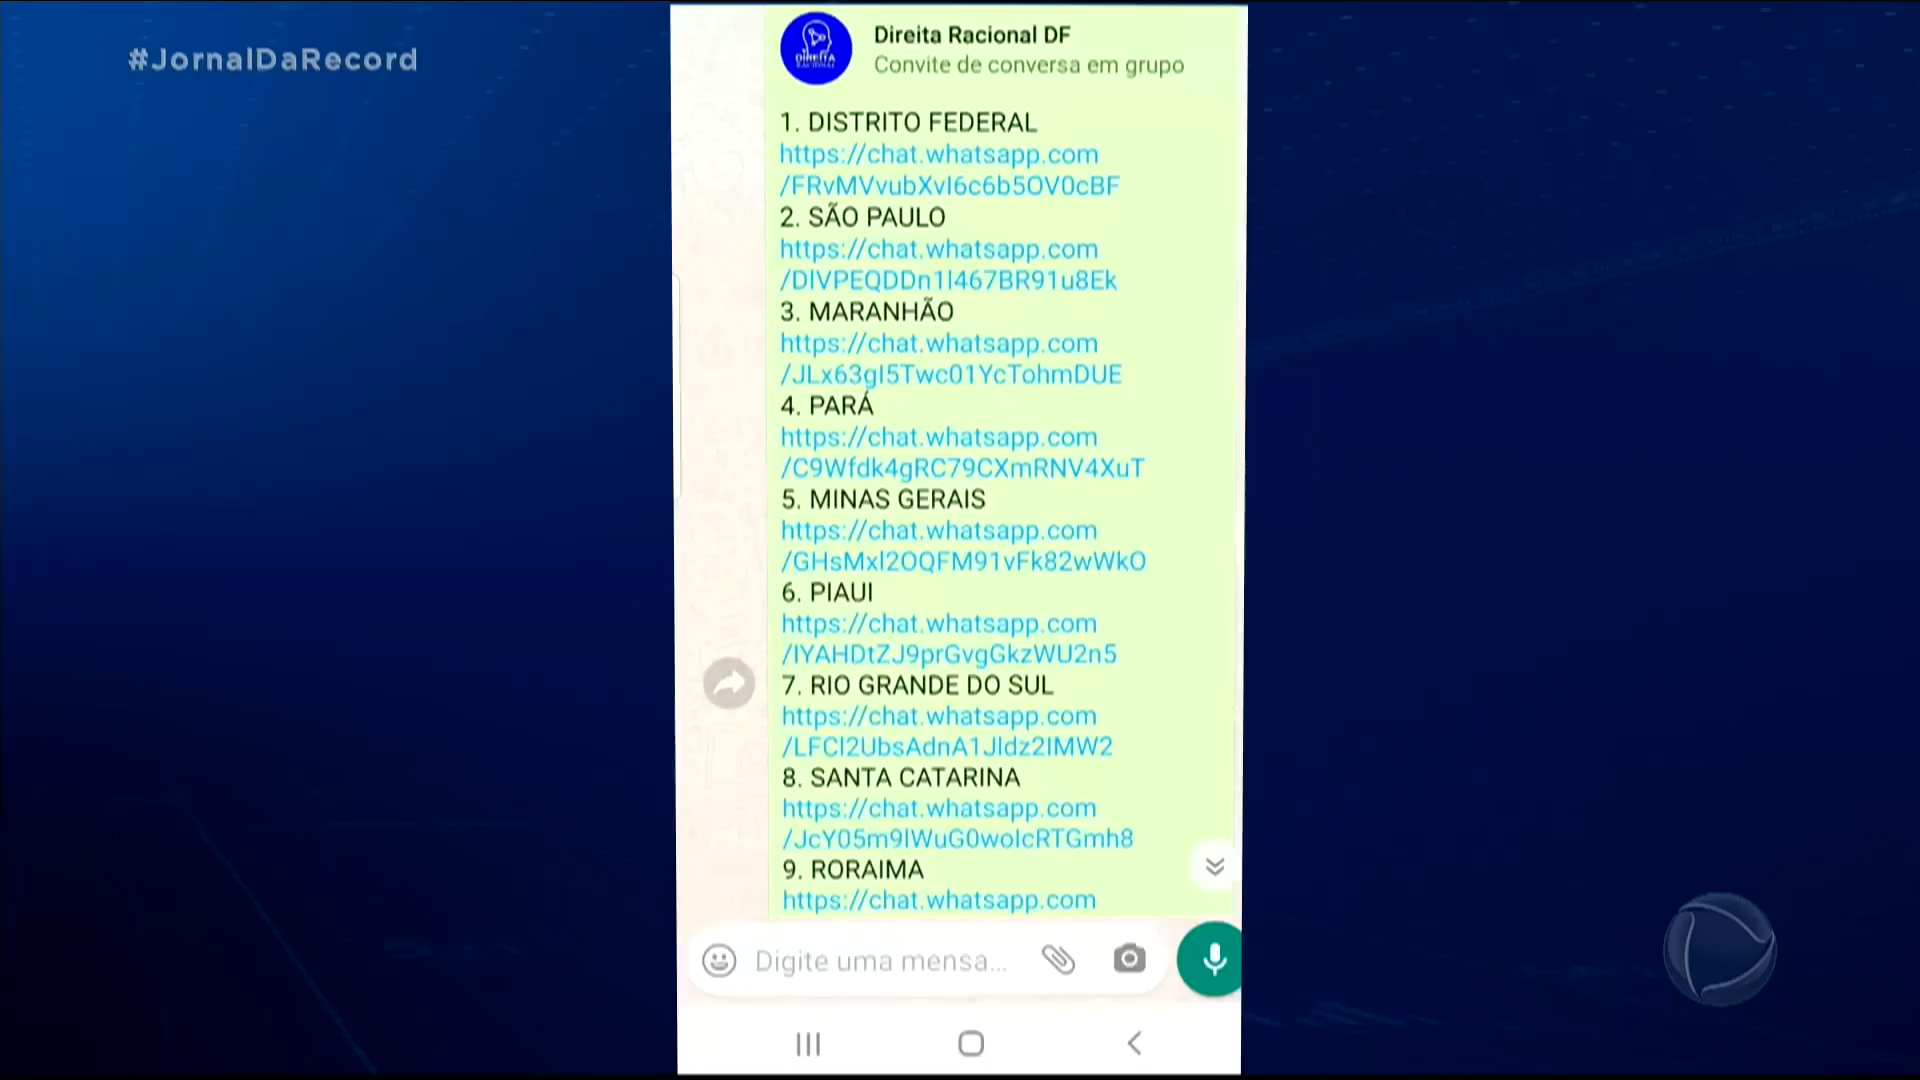 #JornalDaRecord
Direita Racional DF
Convite de conversa em grupo
DIREITA
1. DISTRITO FEDERAL
https://chat.whatsapp.com
/FRvMVvubXvI6c6b5OV0cBF
2. SÃO PAULO
https://chat.whatsapp.com
/DlVPEQDDn1I467BR91u8Ek
3. MARANHÃO
https://chat.whatsapp.com
/JLx63gI5Twc01YcTohmDUE
4. PARÁ
https://chat.whatsapp.com
/C9Wfdk4gRC79CXmRNV4XuT
5. MINAS GERAIS
https://chat.whatsapp.com
/GHsMxl2OQFM91vFk82wWkO
6. PIAUI
https://chat.whatsapp.com
/IYAHDtZJ9prGvgGkzWU2n5
7. RIO GRANDE DO SUL
https://chat.whatsapp.com
/LFCl2UbsAdnA1Jldz2IMW2
8. SANTA CATARINA
https://chat.whatsapp.com
/JcY05m9lWuG0wolcRTGmh8
9. RORAIMA
https://chat.whatsapp.com
Digite uma mensa...